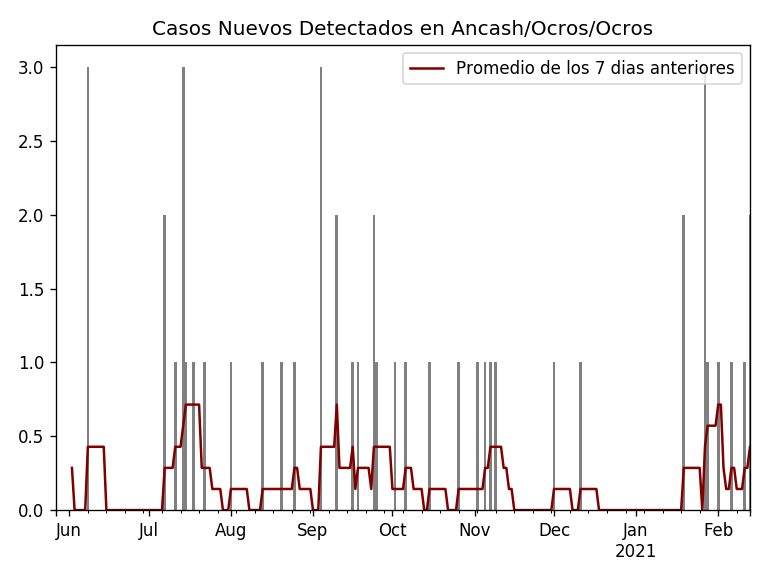 Casos Nuevos Detectados en Ancash/Ocros/Ocros
Promedio de los 7 dias anteriores
3.0
2.5
2.0
1.5
1.0
0.5
0.0
Jun Jul Aug Sep Oct Nov Dec Jan Feb
2021